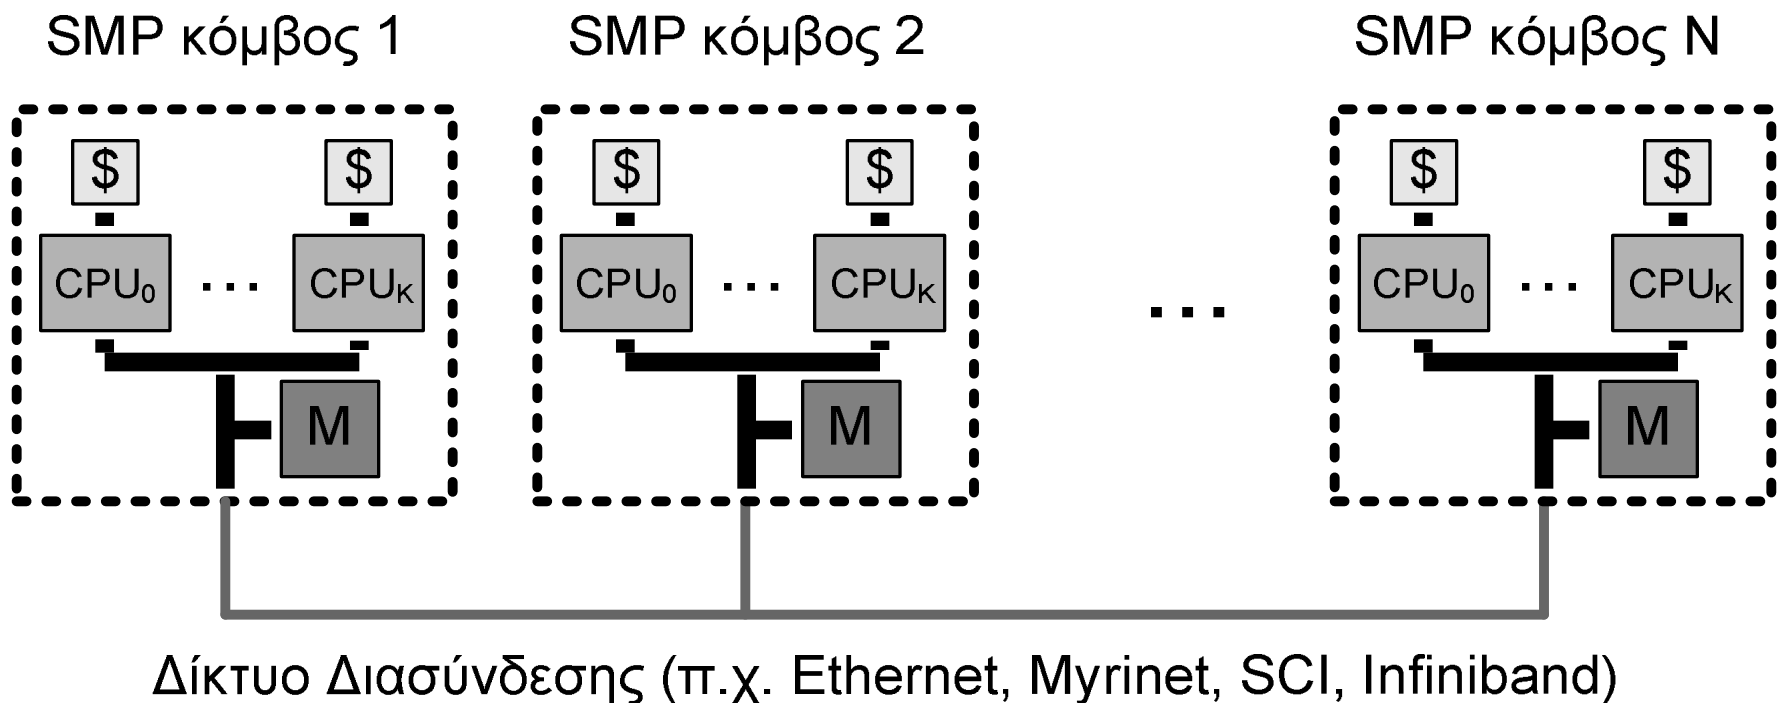 SMP κόμβος 1 SMP κόμβος 2 SMP κόμβος N
$ $ $ $ $ $
CPU₀ ... CPUₖ CPU₀ ... CPUₖ ... CPU₀ ... CPUₖ
M M M
Δίκτυο Διασύνδεσης (π.χ. Ethernet, Myrinet, SCI, Infiniband)